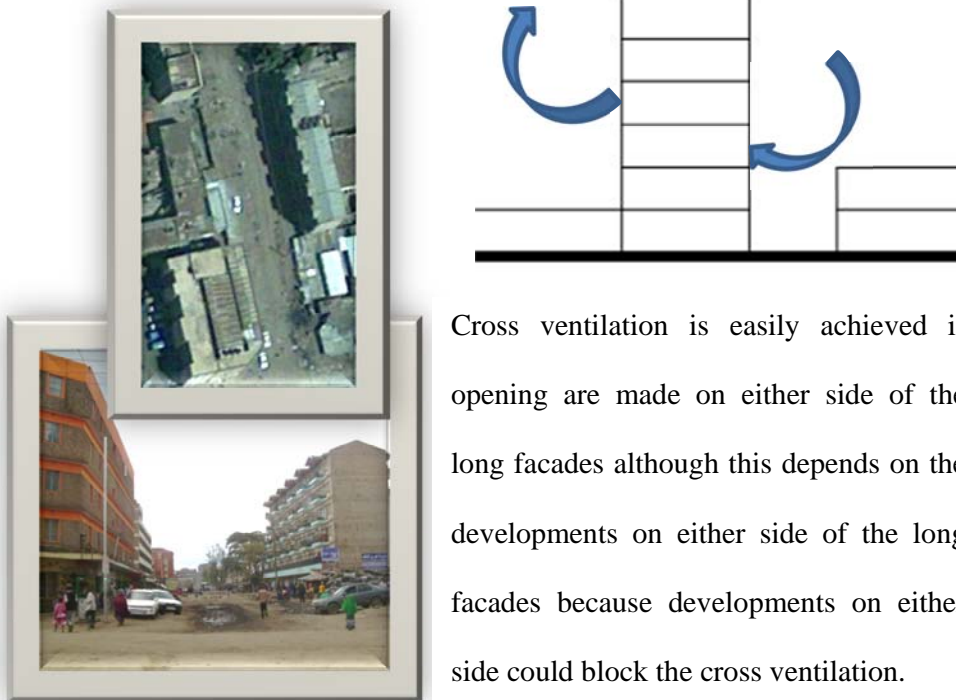 Cross ventilation is easily achieved i
opening are made on either side of the
long facades although this depends on the
developments on either side of the long
facades because developments on eithe
side could block the cross ventilation.